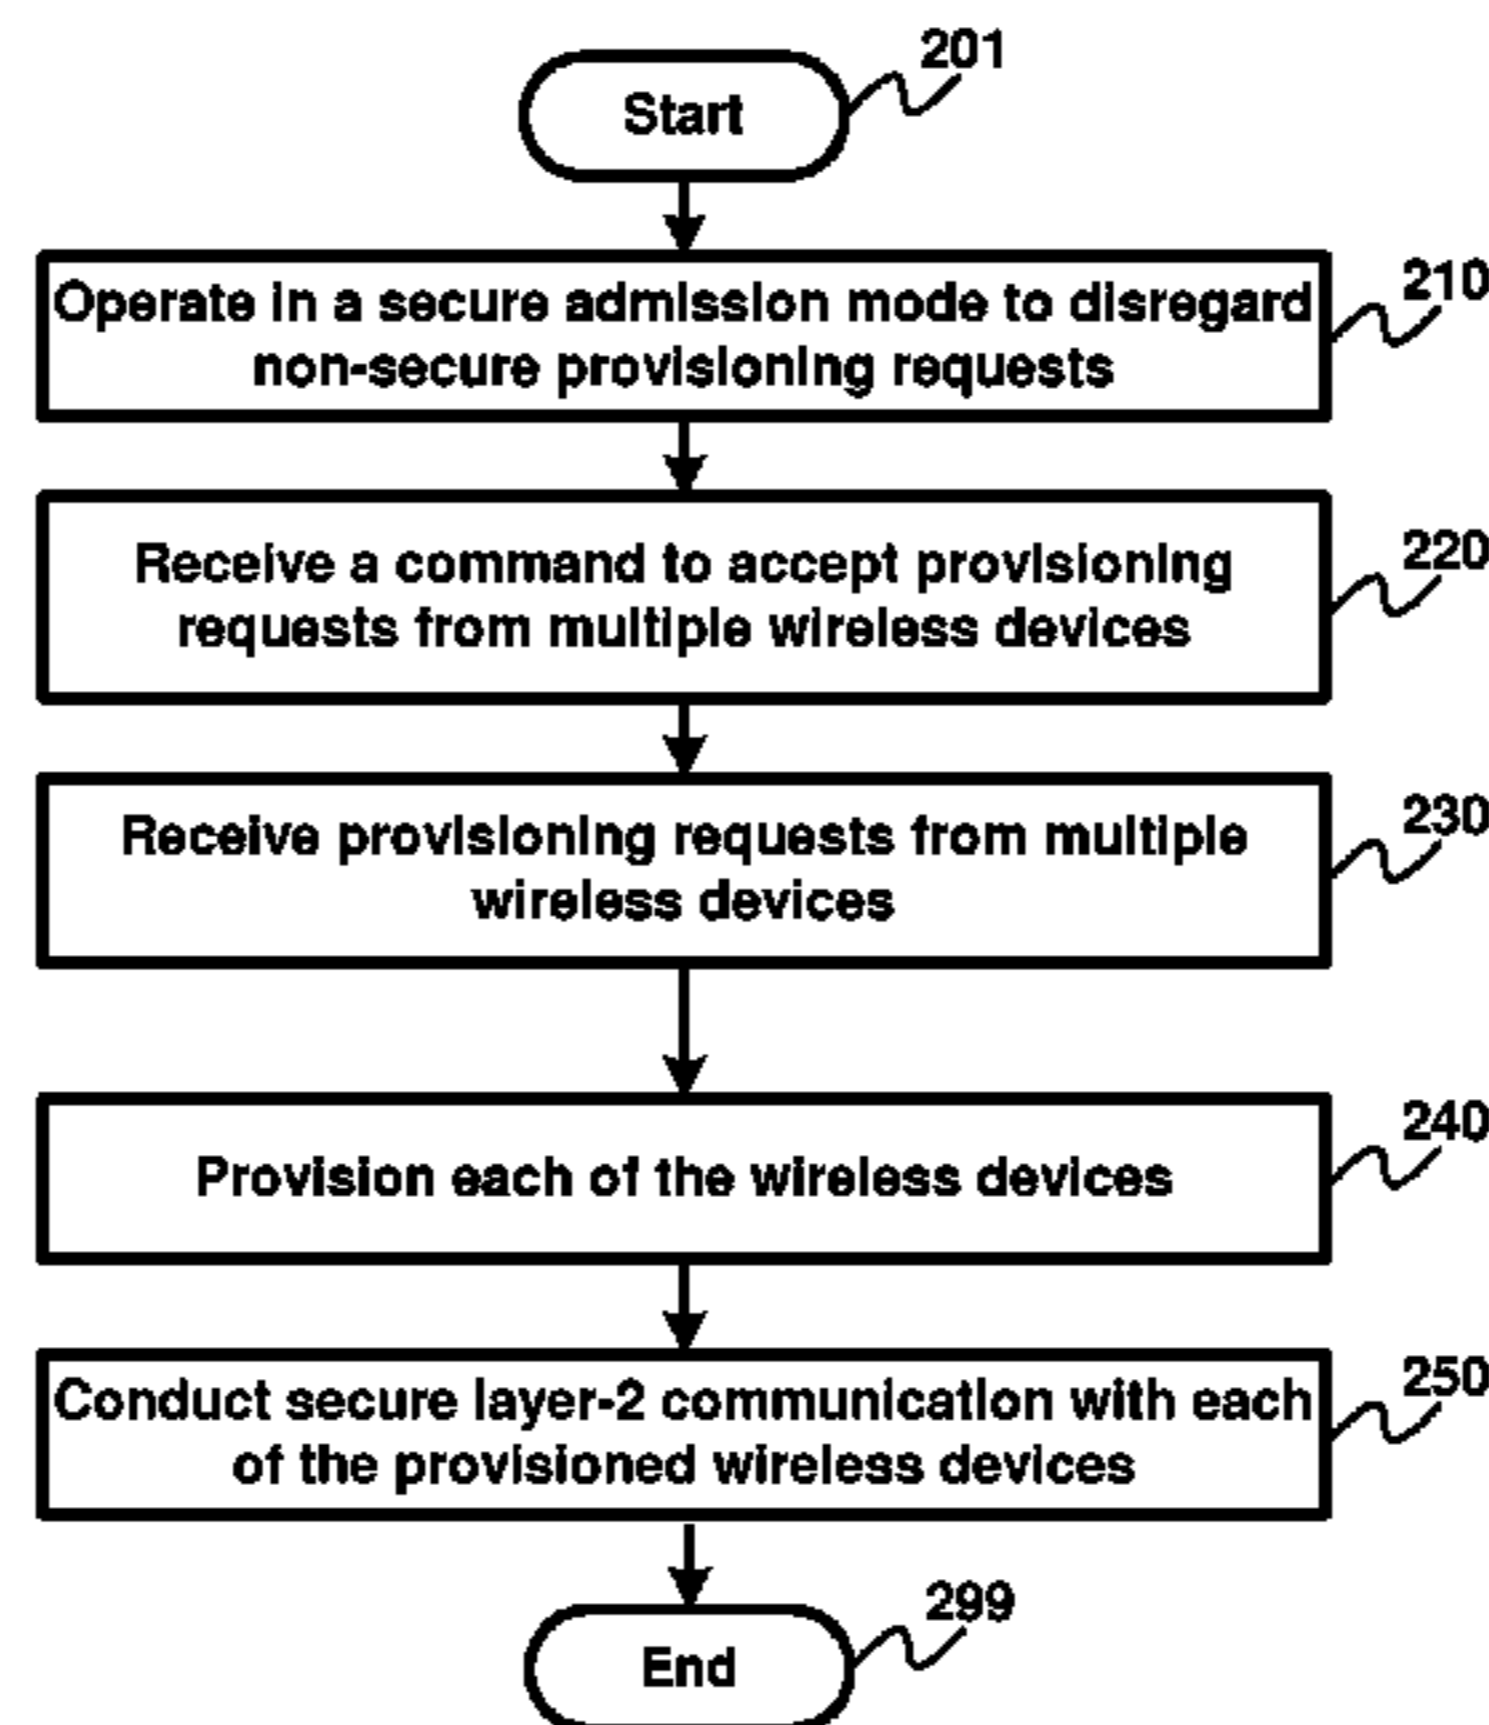 201
Start
210
Operate in a secure admission mode to disregard
non-secure provisioning requests
220
Receive a command to accept provisioning
requests from multiple wireless devices
230
Receive provisioning requests from multiple
wireless devices
240
Provision each of the wireless devices
250
Conduct secure layer-2 communication with each
of the provisioned wireless devices
299
End